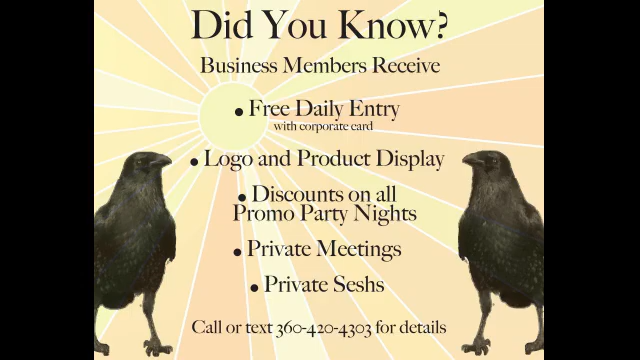 Did You Know?
Business Members Receive
• Free Daily Entry
with corporate card
• Logo and Product Display
• Discounts on all
Promo Party Nights
• Private Meetings
• Private Seshs
Call or text 360-420-4303 for details